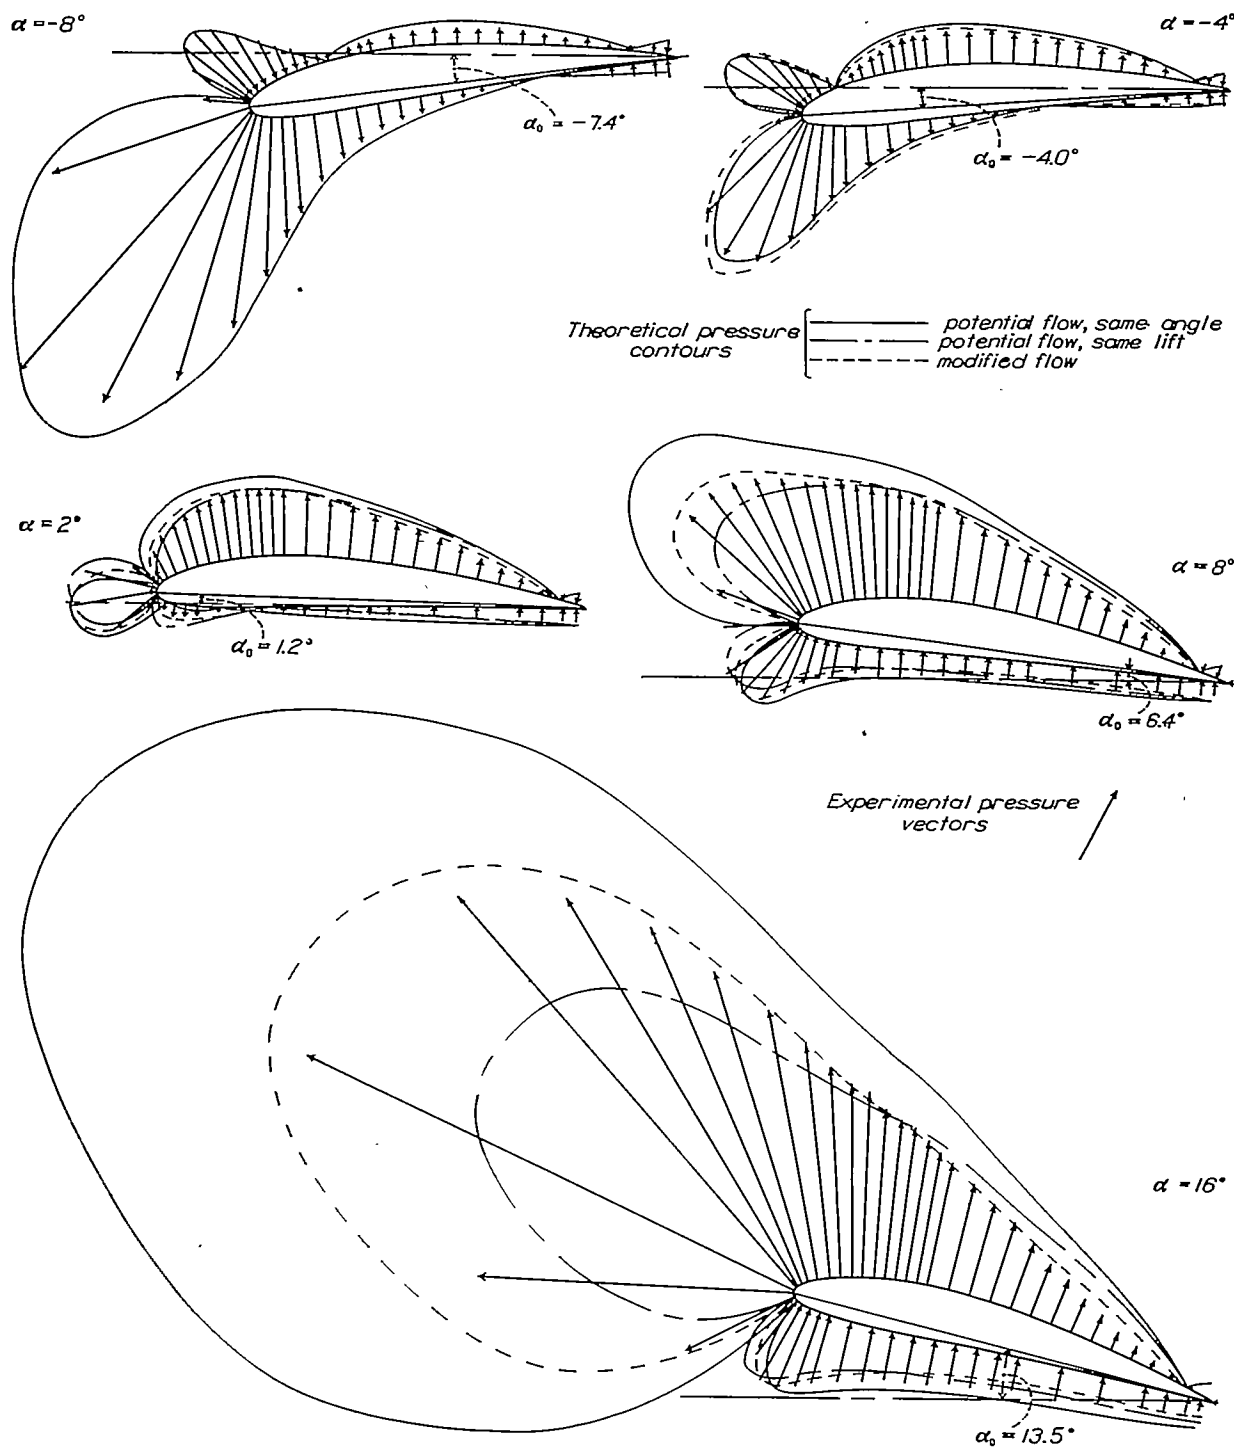 α = -8°
α = -4°
α₀ = -7.4°
α₀ = -4.0°
Theoretical pressure
contours
potential flow, same angle
potential flow, same lift
modified flow
α = 2°
α = 8°
α₀ = 1.2°
α₀ = 6.4°
Experimental pressure
vectors
α = 16°
α₀ = 13.5°